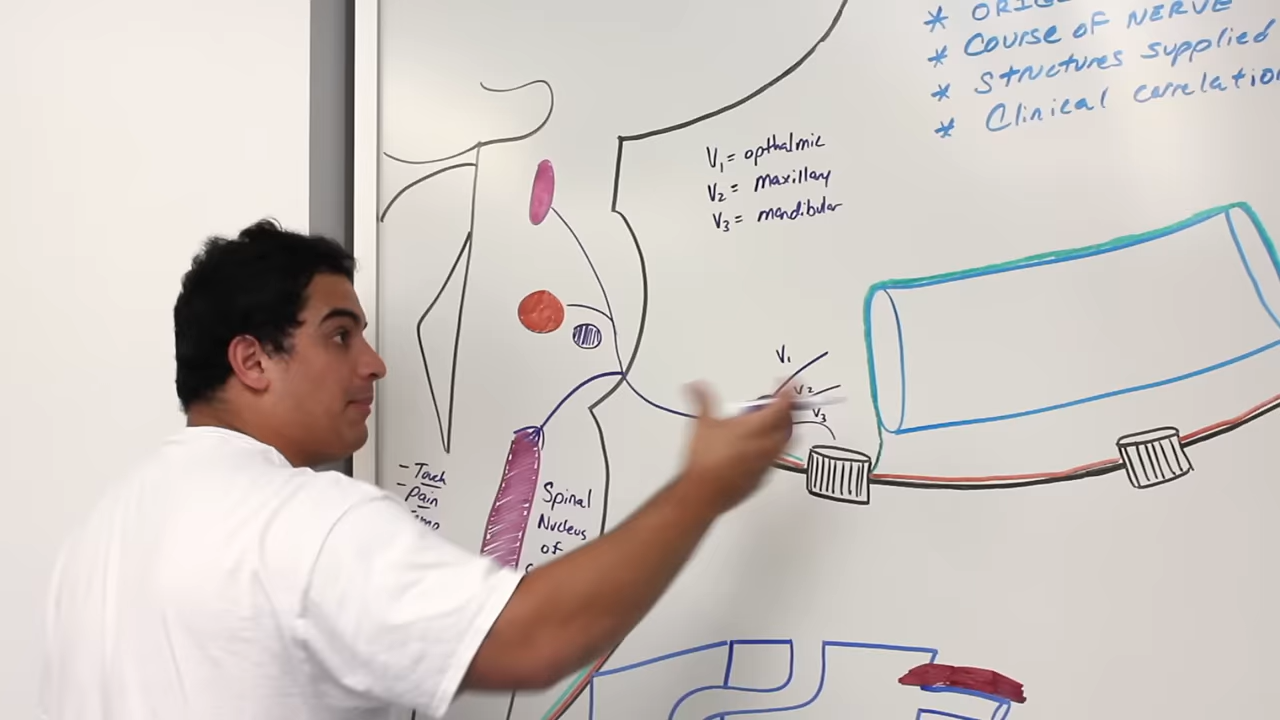 * ORIG
* Course of NERVE
* Structures supplied
* Clinical correlation
V₁ = opthalmic
V₂ = Maxillary
V₃ = mandibular
V₁
V₂
V₃
- Touch
- Pain
Spinal
Nucleus
of